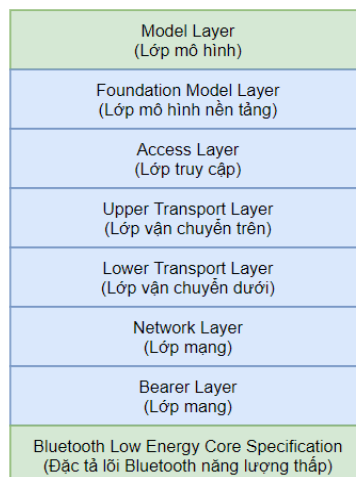 Model Layer
(Lớp mô hình)
Foundation Model Layer
(Lớp mô hình nền tảng)
Access Layer
(Lớp truy cập)
Upper Transport Layer
(Lớp vận chuyển trên)
Lower Transport Layer
(Lớp vận chuyển dưới)
Network Layer
(Lớp mạng)
Bearer Layer
(Lớp mang)
Bluetooth Low Energy Core Specification
(Đặc tả lõi Bluetooth năng lượng thấp)